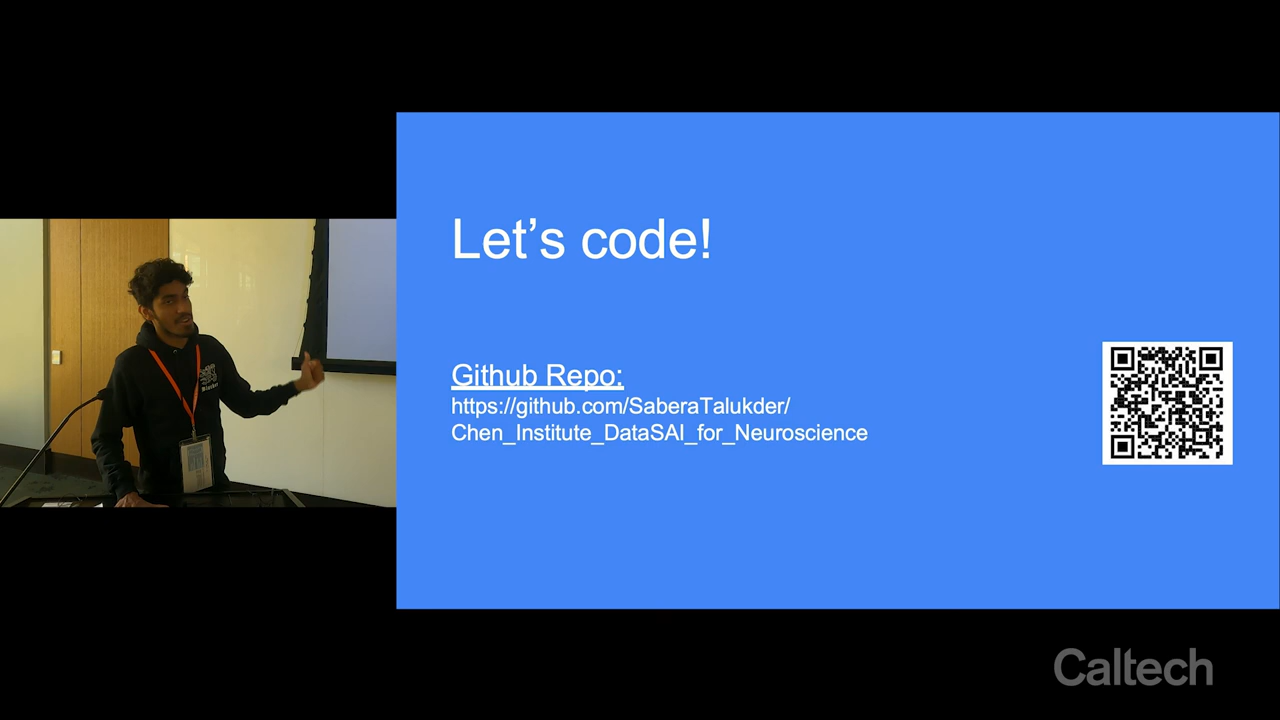 Let's code!
Github Repo:
https://github.com/SaberaTalukder/
Chen_Institute_DataSAI_for_Neuroscience
Caltech